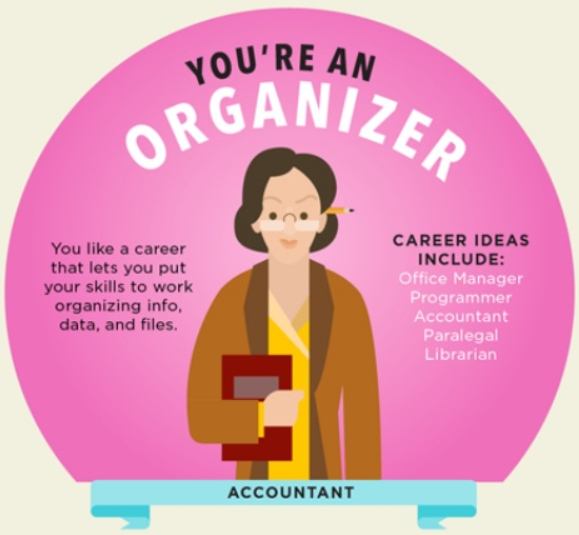 YOU'RE AN
ORGANIZER
You like a career
that lets you put
your skills to work
organizing info,
data, and files.
CAREER IDEAS
INCLUDE:
Office Manager
Programmer
Accountant
Paralegal
Librarian
ACCOUNTANT